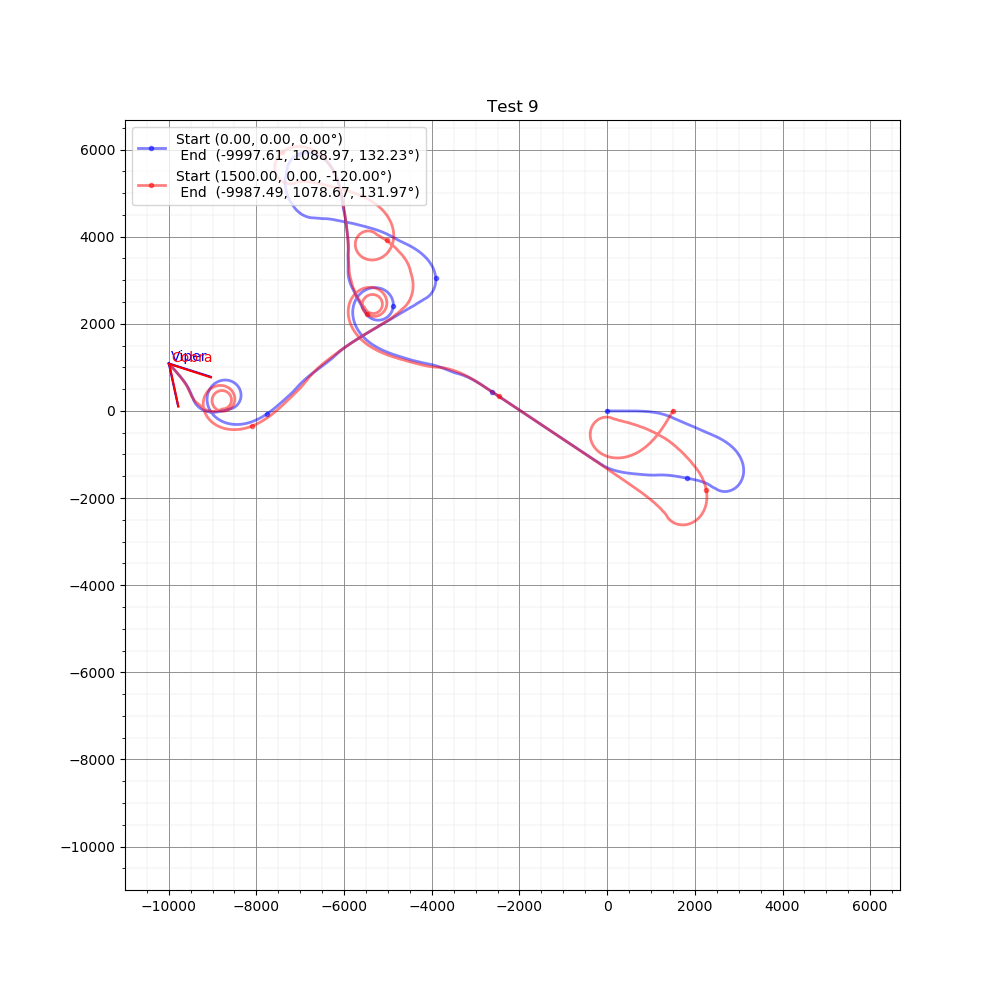 Test 9
Start (0.00, 0.00, 0.00°)
End (-9997.61, 1088.97, 132.23°)
Start (1500.00, 0.00, -120.00°)
End (-9987.49, 1078.67, 131.97°)
6000
4000
2000
0
−2000
−4000
−6000
−8000
−10000
Viper
−10000 −8000 −6000 −4000 −2000 0 2000 4000 6000